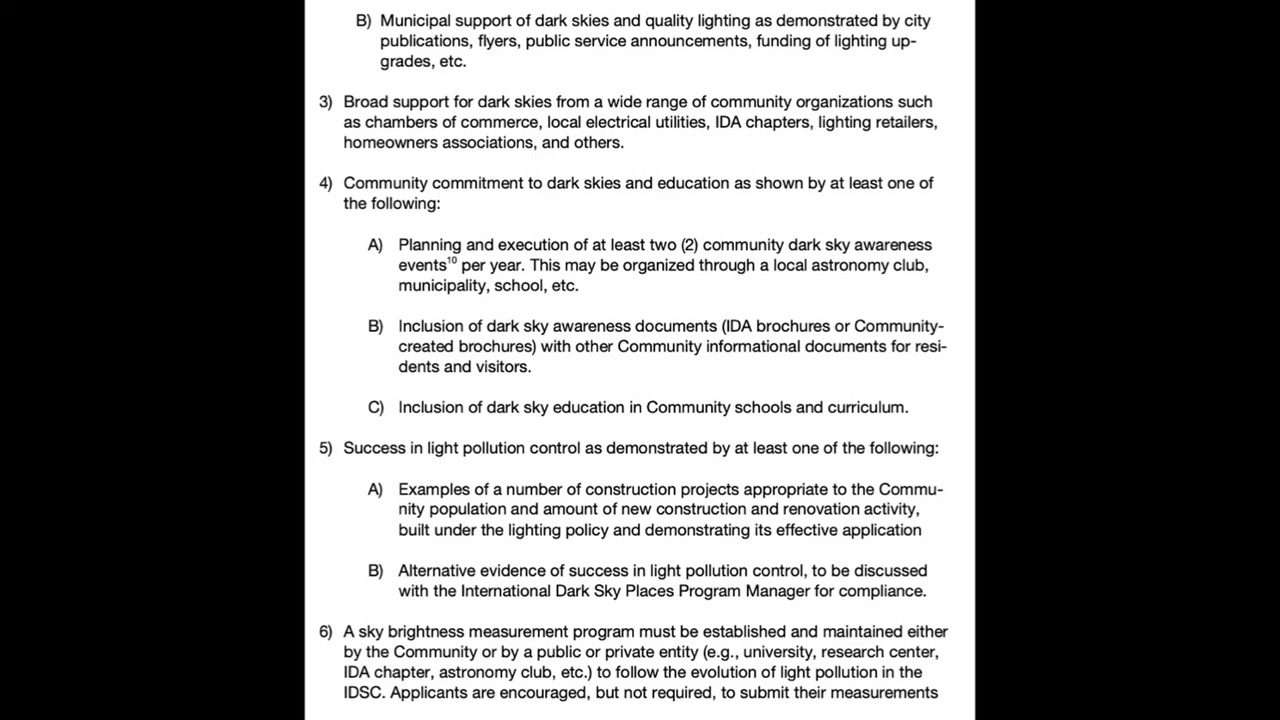 B) Municipal support of dark skies and quality lighting as demonstrated by city
publications, flyers, public service announcements, funding of lighting up-
grades, etc.
3) Broad support for dark skies from a wide range of community organizations such
as chambers of commerce, local electrical utilities, IDA chapters, lighting retailers,
homeowners associations, and others.
4) Community commitment to dark skies and education as shown by at least one of
the following:
A) Planning and execution of at least two (2) community dark sky awareness
events¹⁰ per year. This may be organized through a local astronomy club,
municipality, school, etc.
B) Inclusion of dark sky awareness documents (IDA brochures or Community-
created brochures) with other Community informational documents for resi-
dents and visitors.
C) Inclusion of dark sky education in Community schools and curriculum.
5) Success in light pollution control as demonstrated by at least one of the following:
A) Examples of a number of construction projects appropriate to the Commu-
nity population and amount of new construction and renovation activity,
built under the lighting policy and demonstrating its effective application
B) Alternative evidence of success in light pollution control, to be discussed
with the International Dark Sky Places Program Manager for compliance.
6) A sky brightness measurement program must be established and maintained either
by the Community or by a public or private entity (e.g., university, research center,
IDA chapter, astronomy club, etc.) to follow the evolution of light pollution in the
IDSC. Applicants are encouraged, but not required, to submit their measurements